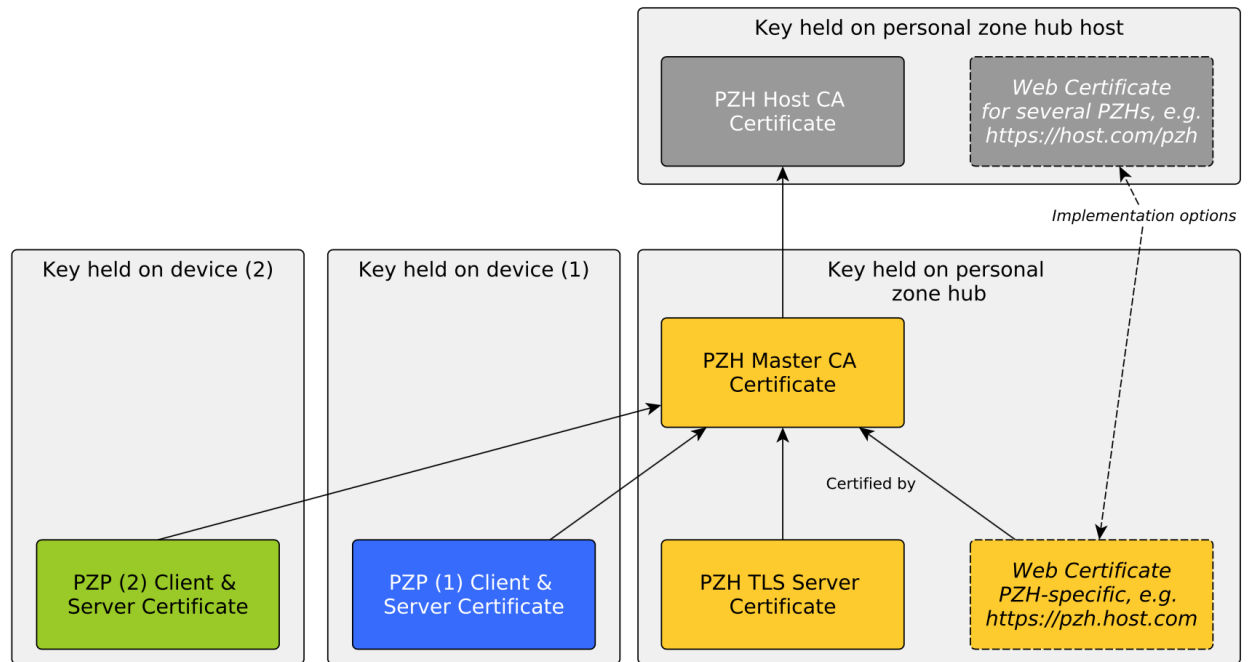 Key held on personal zone hub host
PZH Host CA
Certificate
Web Certificate
for several PZHs, e.g.
https://host.com/pzh
Implementation options
Key held on device (2)
Key held on device (1)
Key held on personal
zone hub
PZH Master CA
Certificate
Certified by
PZP (2) Client &
Server Certificate
PZP (1) Client &
Server Certificate
PZH TLS Server
Certificate
Web Certificate
PZH-specific, e.g.
https://pzh.host.com